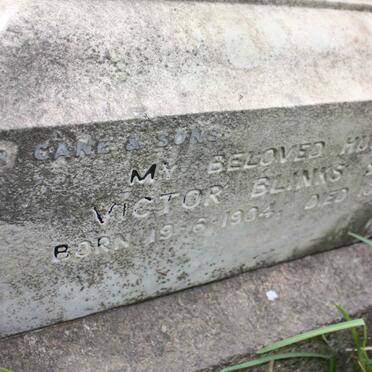 CARE & SONS
MY BELOVED
VICTOR BLINKS
BORN 19·6·1904, DIED